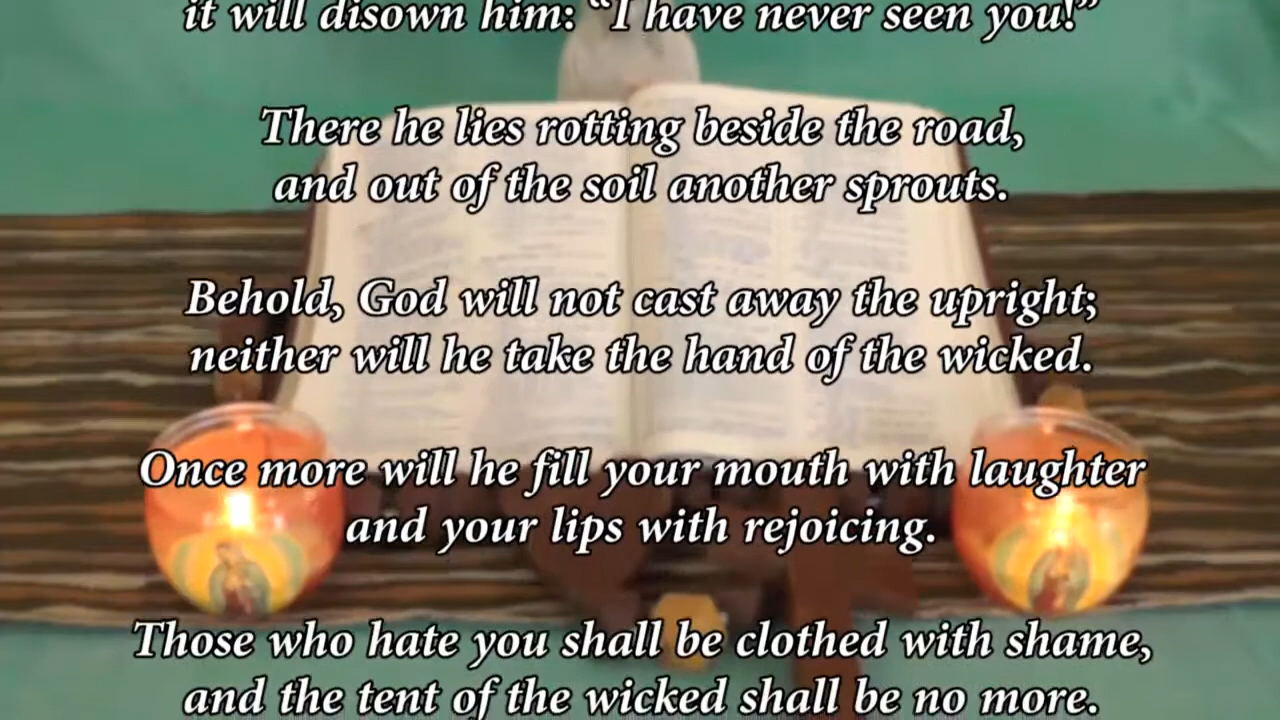 it will disown him: “I have never seen you!”
There he lies rotting beside the road,
and out of the soil another sprouts.
Behold, God will not cast away the upright;
neither will he take the hand of the wicked.
Once more will he fill your mouth with laughter
and your lips with rejoicing.
Those who hate you shall be clothed with shame,
and the tent of the wicked shall be no more.